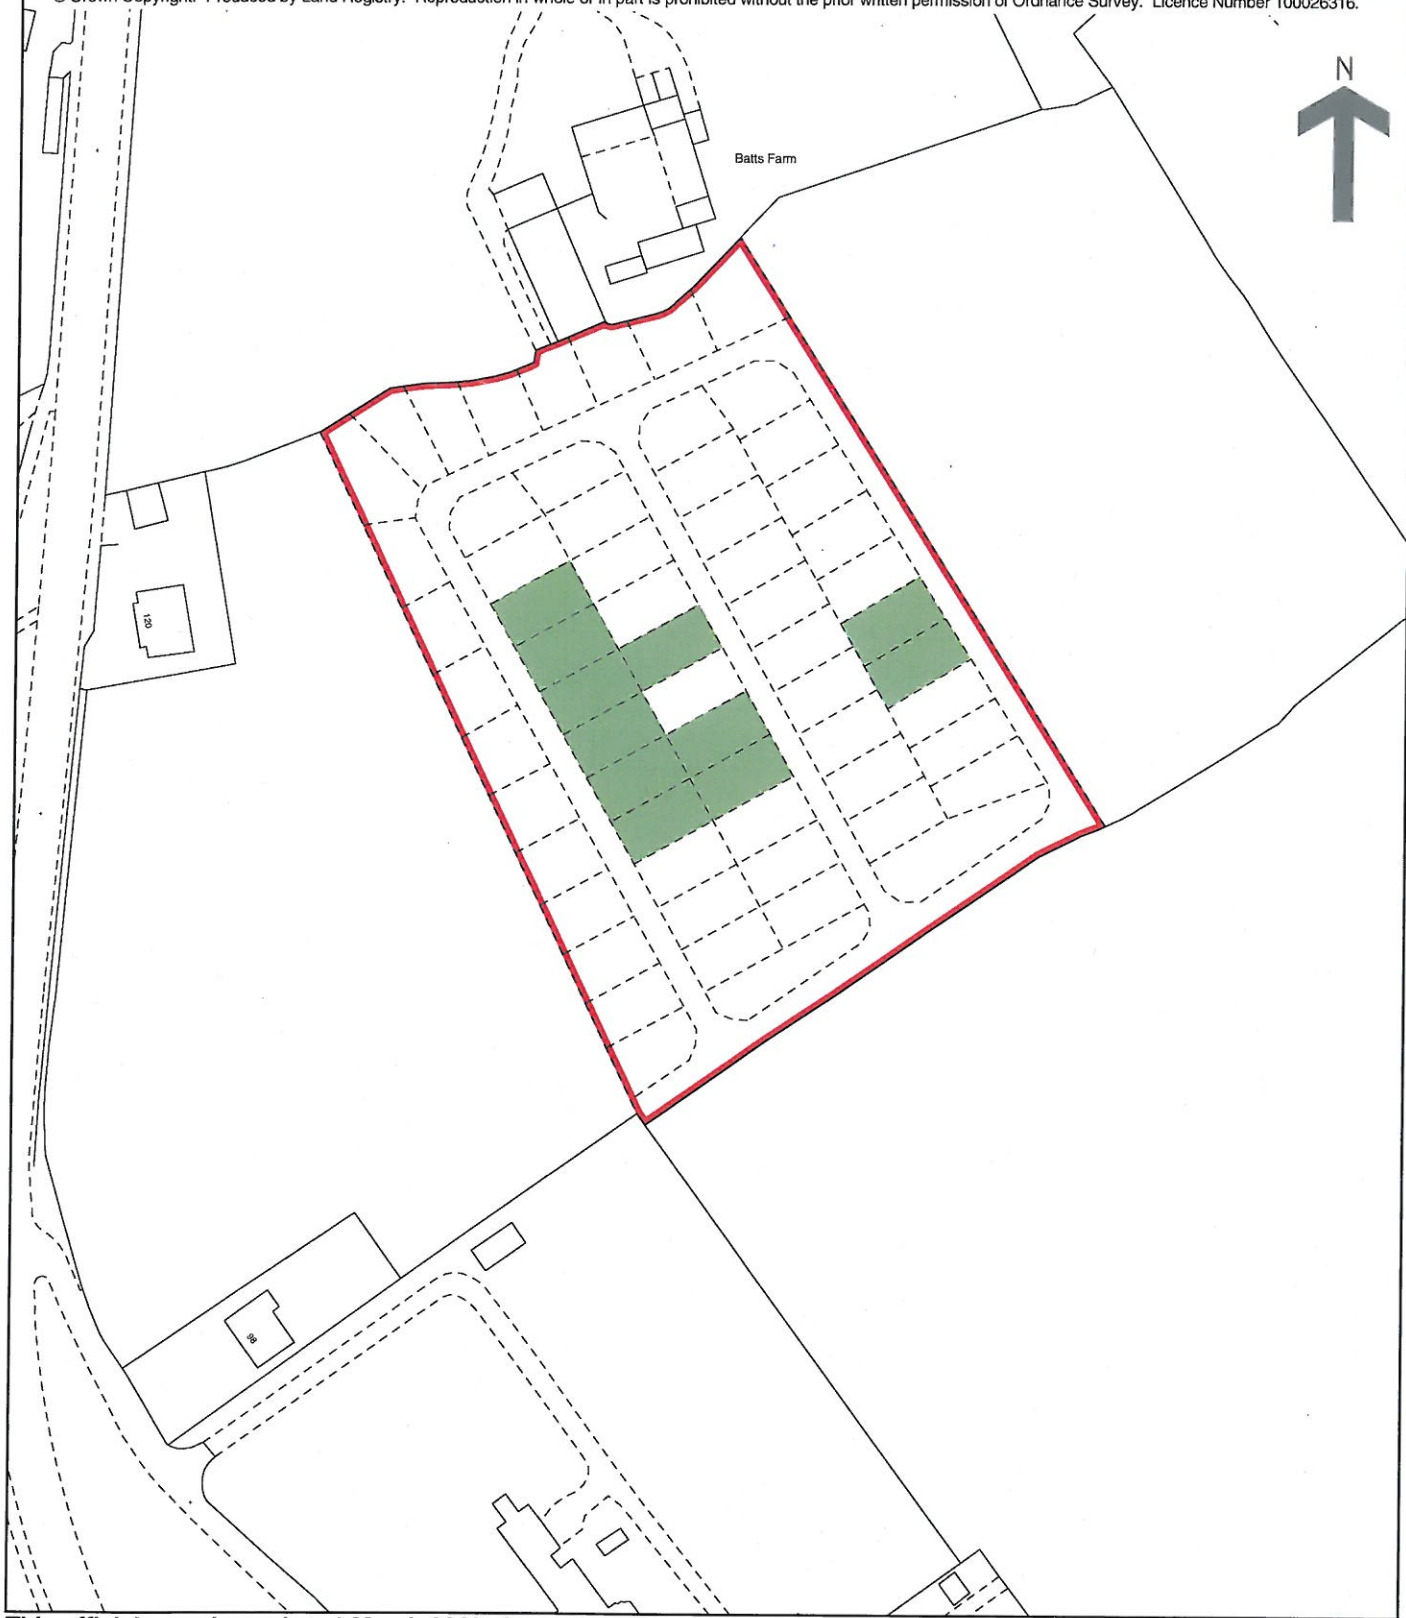 © Crown Copyright. Produced by Land Registry. Reproduction in whole or in part is prohibited without the prior written permission of Ordnance Survey. Licence Number 100026316.
N
Batts Farm
120
98